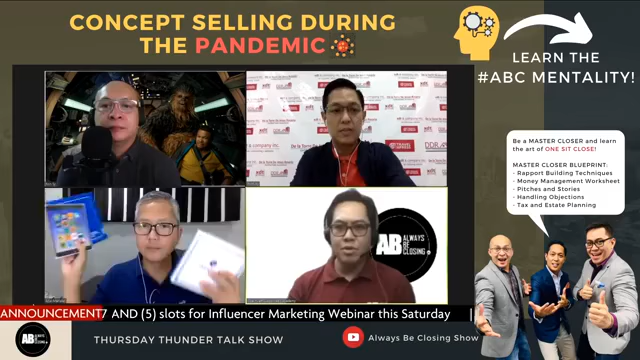 CONCEPT SELLING DURING
THE PANDEMIC
LEARN THE
#ABC MENTALITY!
Be a MASTER CLOSER and learn
the art of ONE SIT CLOSE!
MASTER CLOSER BLUEPRINT:
- Rapport Building Techniques
- Money Management Worksheet
- Pitches and Stories
- Handling Objections
- Tax and Estate Planning
AB
ALWAYS
BE
CLOSING
ANNOUNCEMENT 7 AND (5) slots for Influencer Marketing Webinar this Saturday |
AB
THURSDAY THUNDER TALK SHOW
Always Be Closing Show